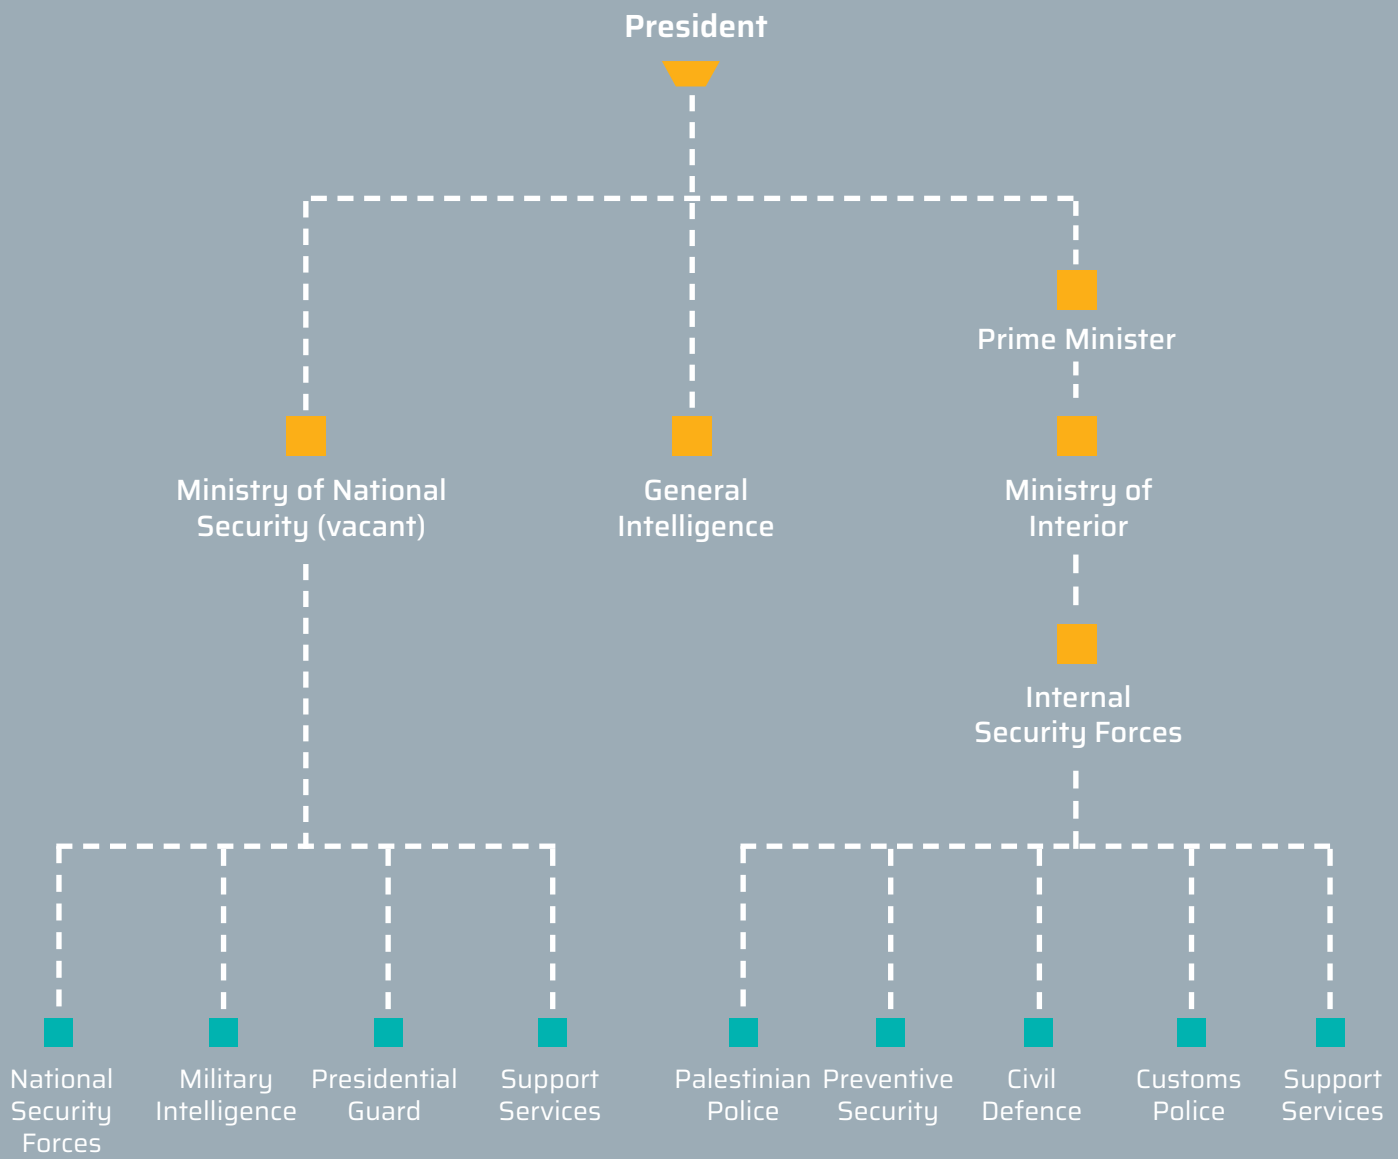 President
Prime Minister
Ministry of National
Security (vacant)
General
Intelligence
Ministry of
Interior
Internal
Security Forces
National
Security
Forces
Military
Intelligence
Presidential
Guard
Support
Services
Palestinian
Police
Preventive
Security
Civil
Defence
Customs
Police
Support
Services